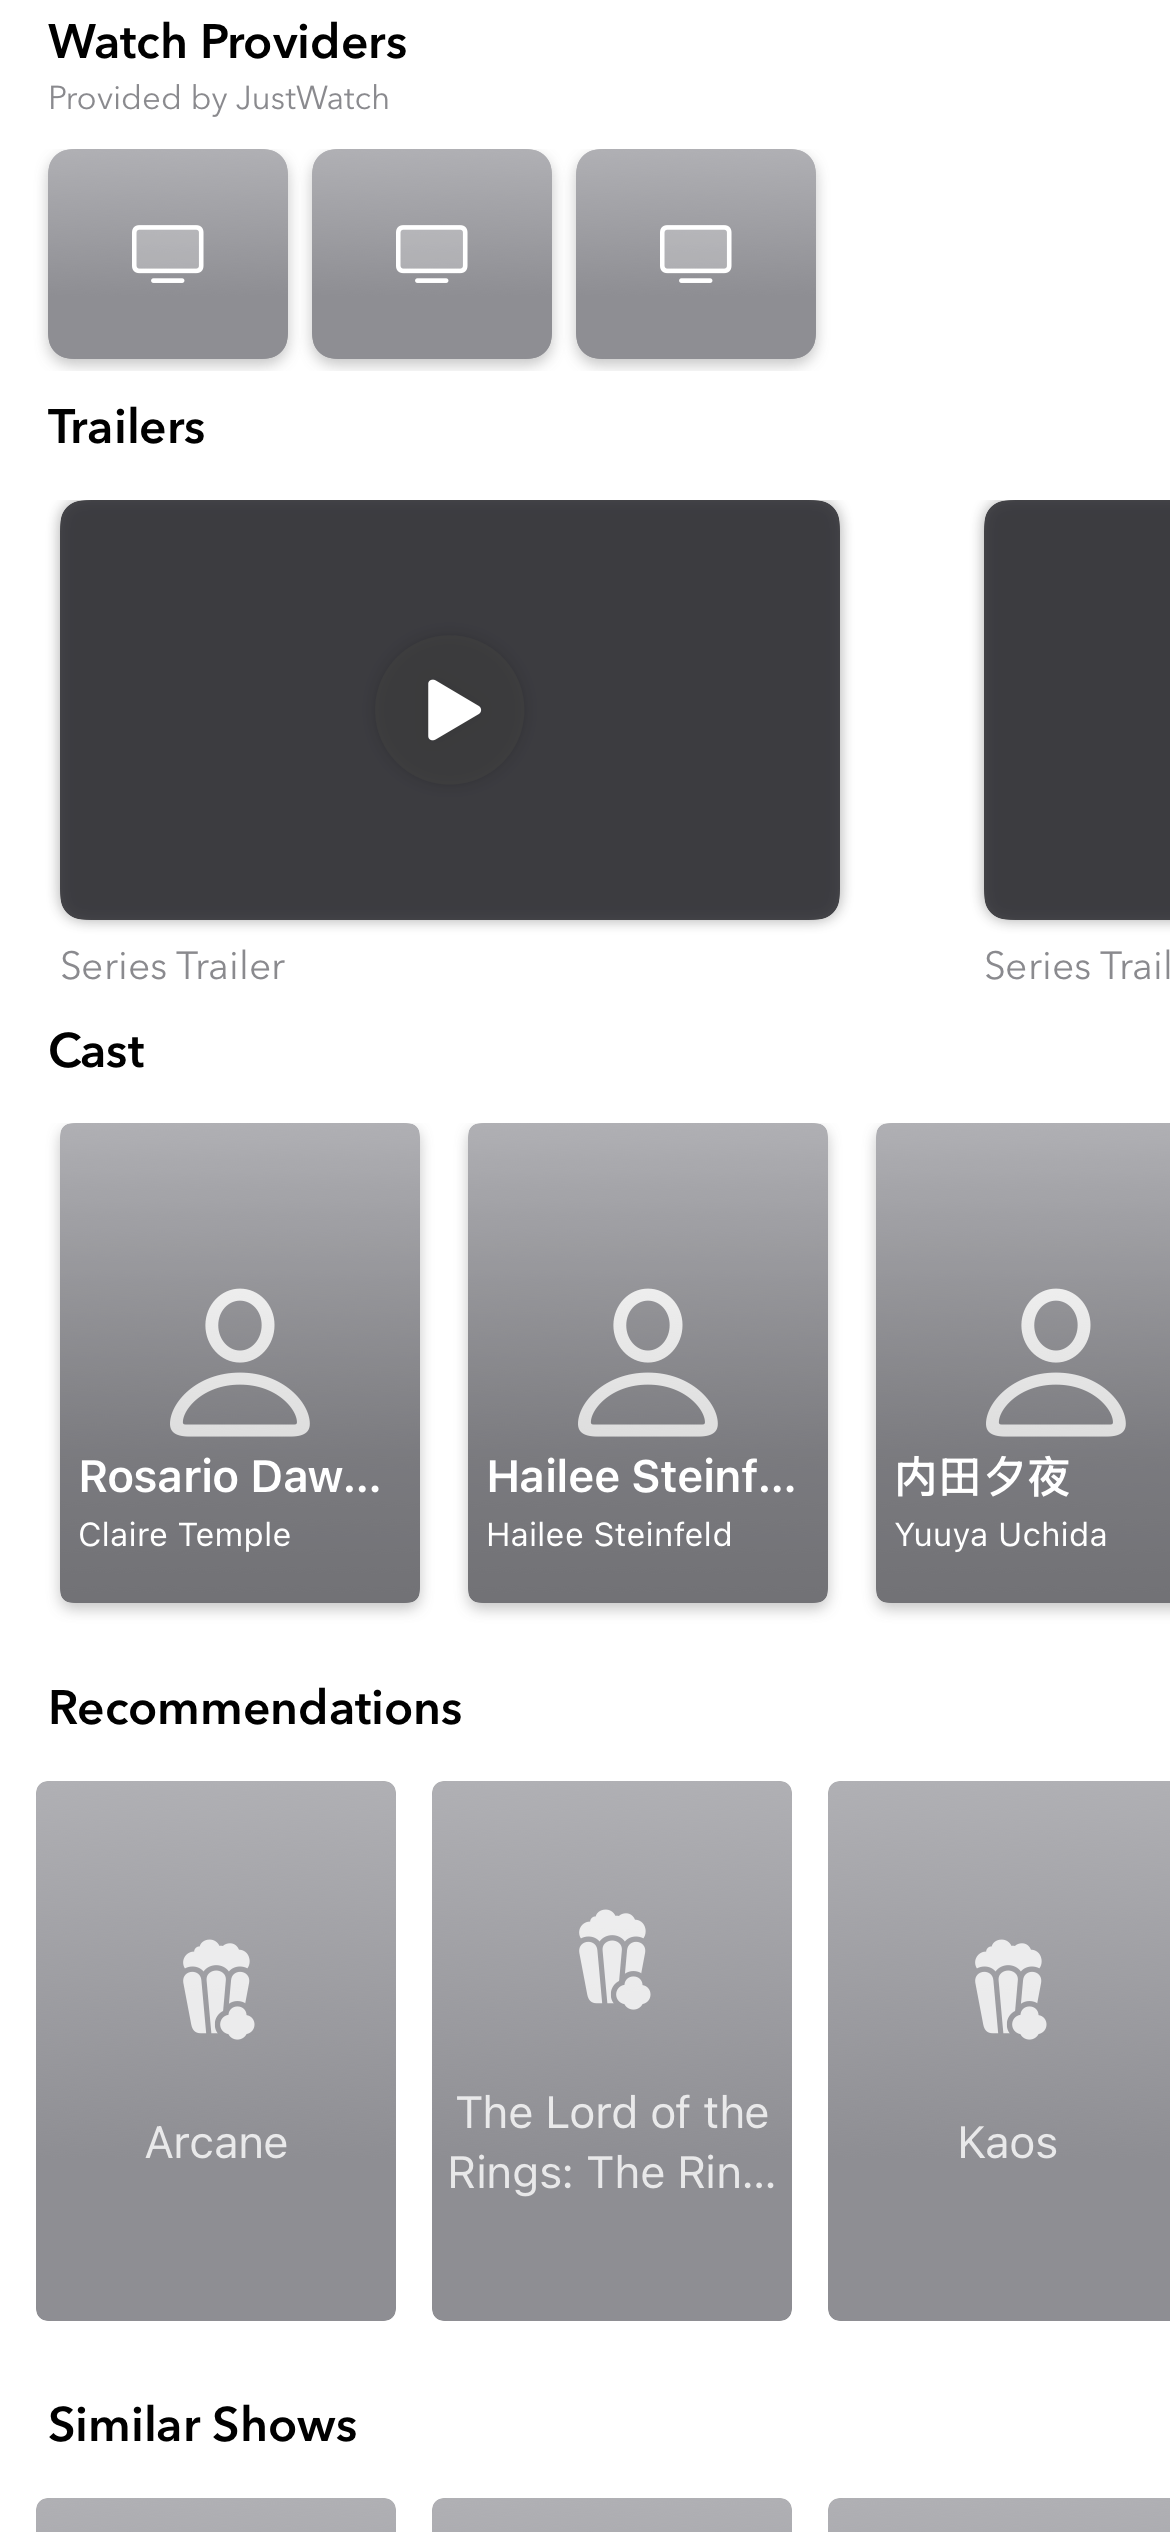 Watch Providers
Provided by JustWatch
Trailers
Series Trailer
Series Trail
Cast
Rosario Daw...
Claire Temple
Hailee Steinf...
Hailee Steinfeld
内田夕夜
Yuuya Uchida
Recommendations
Arcane
The Lord of the
Rings: The Rin...
Kaos
Similar Shows